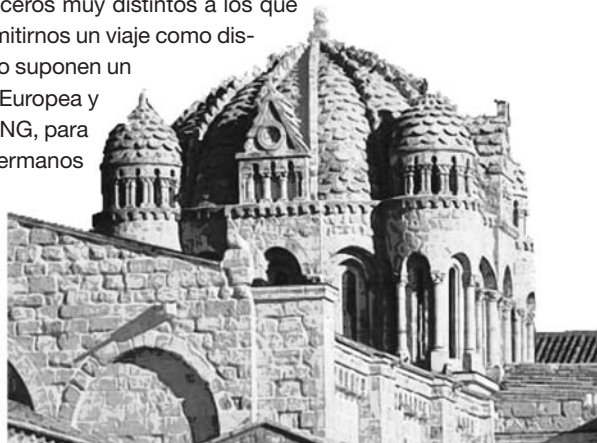 ceros muy distintos a los que
mitirnos un viaje como dis-
o suponen un
Europea y
NG, para
ermanos